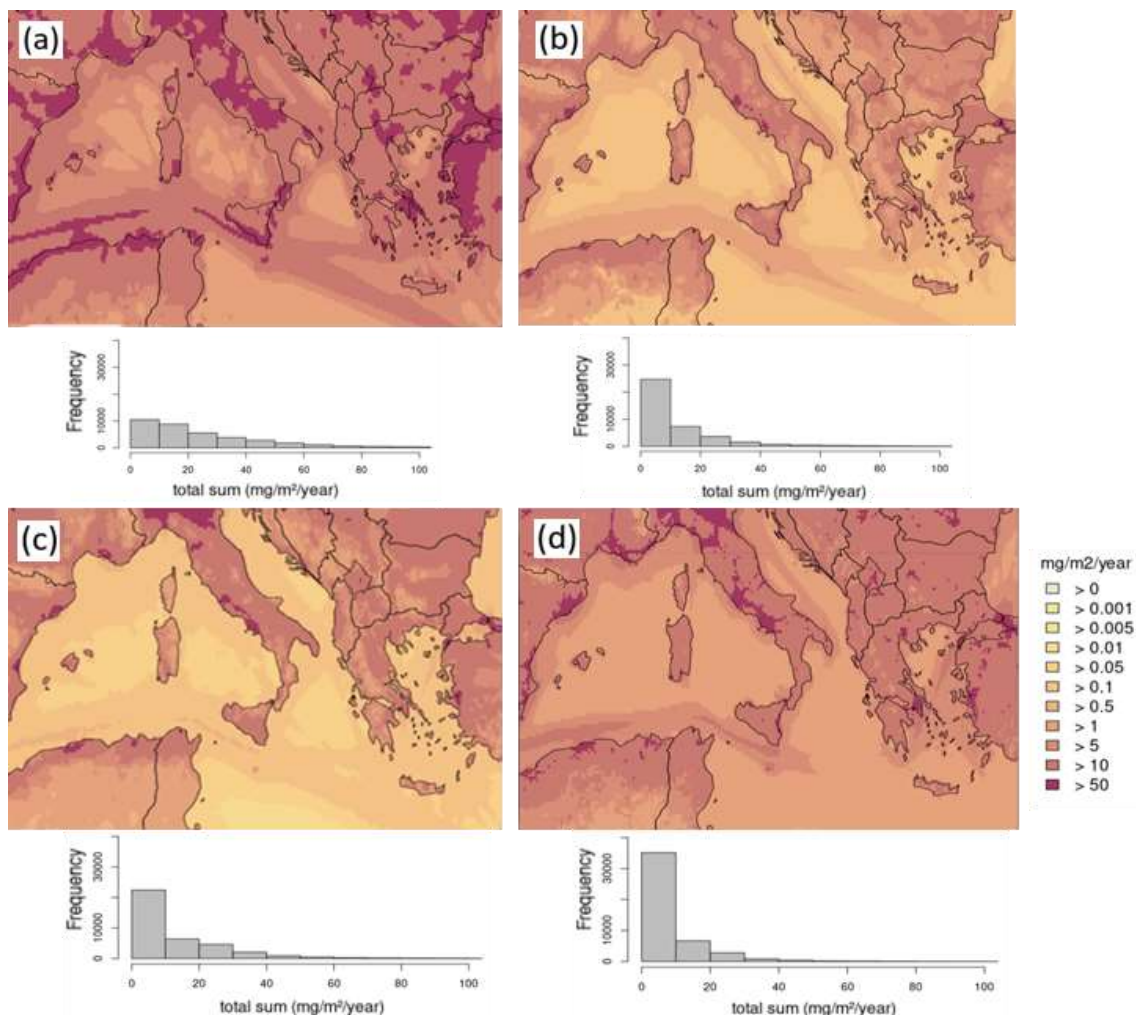 (a)
(b)
Frequency
0 10000 30000
0 20 40 60 80 100
total sum (mg/m²/year)
Frequency
0 10000 30000
0 20 40 60 80 100
total sum (mg/m²/year)
(c)
(d)
mg/m2/year
> 0
> 0.001
> 0.005
> 0.01
> 0.05
> 0.1
> 0.5
> 1
> 5
> 10
> 50
Frequency
0 10000 30000
0 20 40 60 80 100
total sum (mg/m²/year)
Frequency
0 10000 30000
0 20 40 60 80 100
total sum (mg/m²/year)